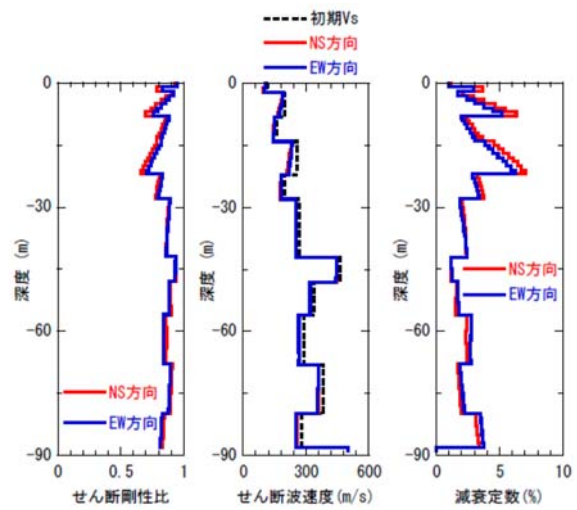 初期Vs
NS方向
EW方向
0
-30
-60
-90
深度 (m)
NS方向
EW方向
0 0.5 1
せん断剛性比
0
-30
-60
-90
深度 (m)
0 300 600
せん断波速度(m/s)
0
-30
-60
-90
深度 (m)
NS方向
EW方向
0 5 10
減衰定数(%)